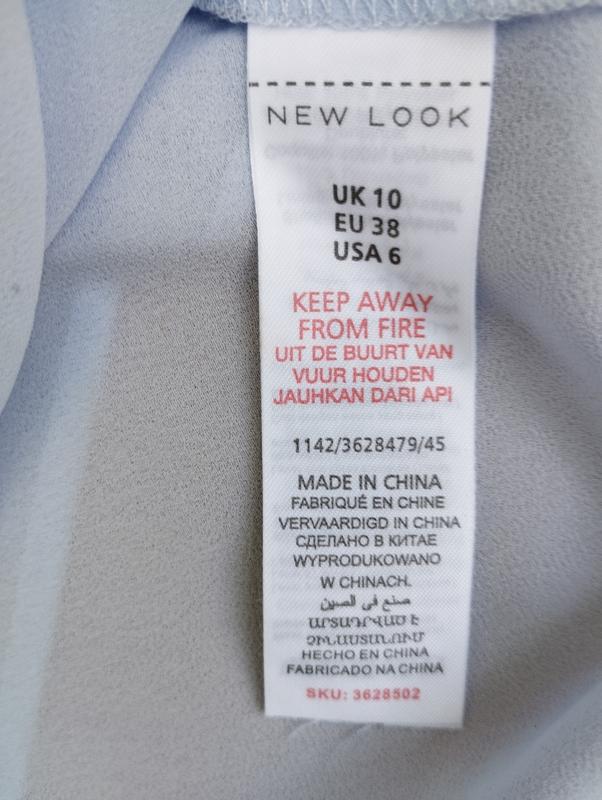 NEW LOOK
UK 10
EU 38
USA 6
KEEP AWAY
FROM FIRE
UIT DE BUURT VAN
VUUR HOUDEN
JAUHKAN DARI API
1142/3628479/45
MADE IN CHINA
FABRIQUÉ EN CHINE
VERVAARDIGD IN CHINA
СДЕЛАНО В КИТАЕ
WYPRODUKOWANO
W CHINACH.
صنع في الصين
ԱՐՏԱԴՐՎԱԾ Է
ՉԻՆԱՍՏԱՆՈՒՄ
HECHO EN CHINA
FABRICADO NA CHINA
SKU: 3628502